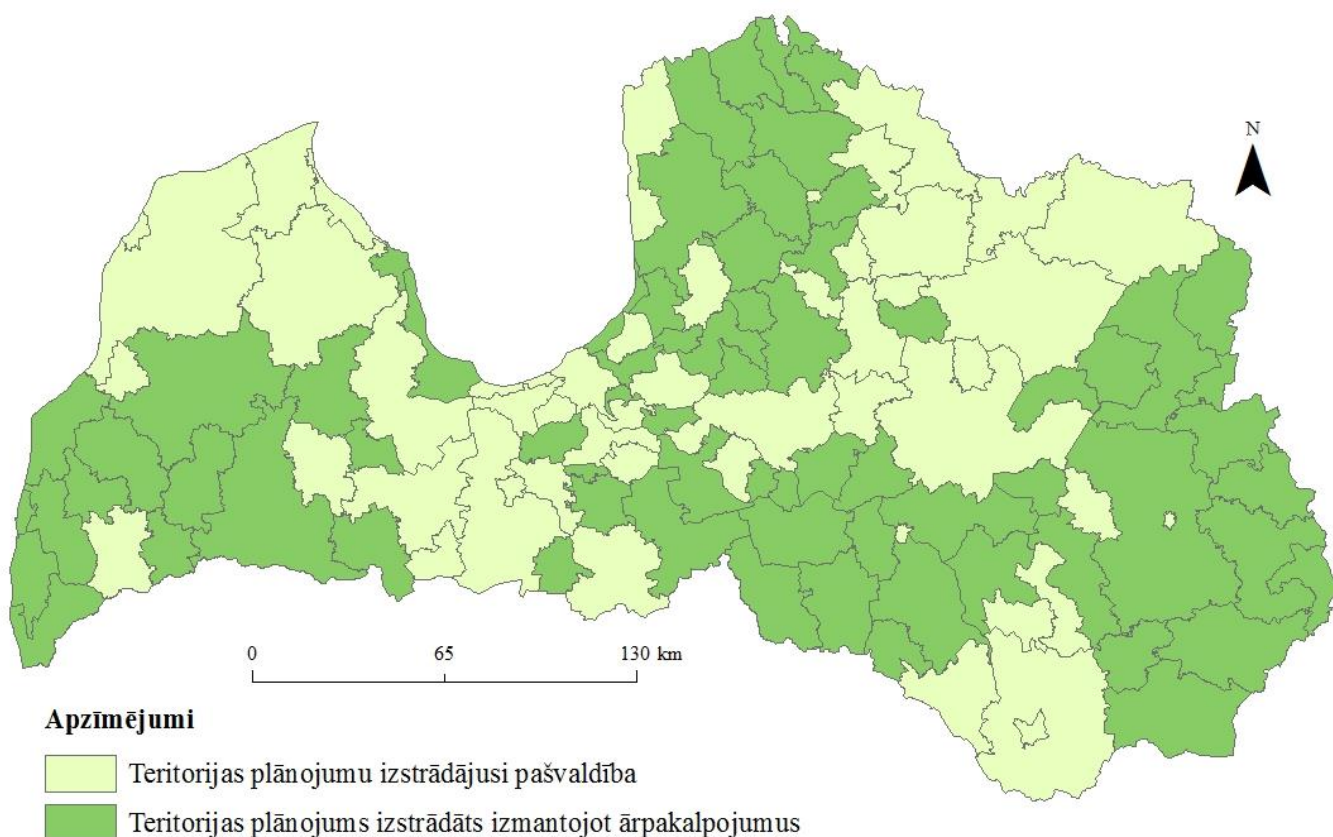 N
0 65 130 km
Apzīmējumi
Teritorijas plānojumu izstrādājusi pašvaldība
Teritorijas plānojums izstrādāts izmantojot ārpakalpojumus